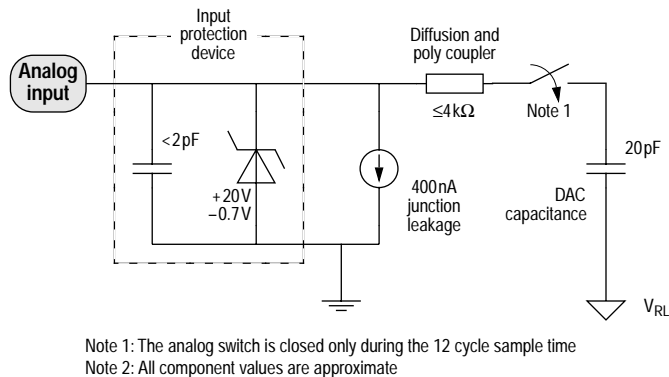 Input
protection
device
Analog
input
<2pF
+20V
−0.7V
400nA
junction
leakage
Diffusion and
poly coupler
≤4kΩ
Note 1
20pF
DAC
capacitance
VRL
Note 1: The analog switch is closed only during the 12 cycle sample time
Note 2: All component values are approximate